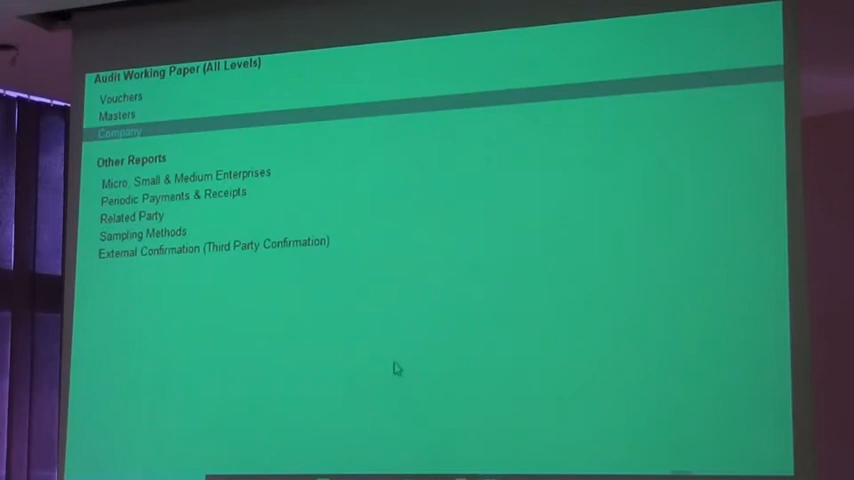 Audit Working Paper (All Levels)
Vouchers
Masters
Company
Other Reports
Micro, Small & Medium Enterprises
Periodic Payments & Receipts
Related Party
Sampling Methods
External Confirmation (Third Party Confirmation)